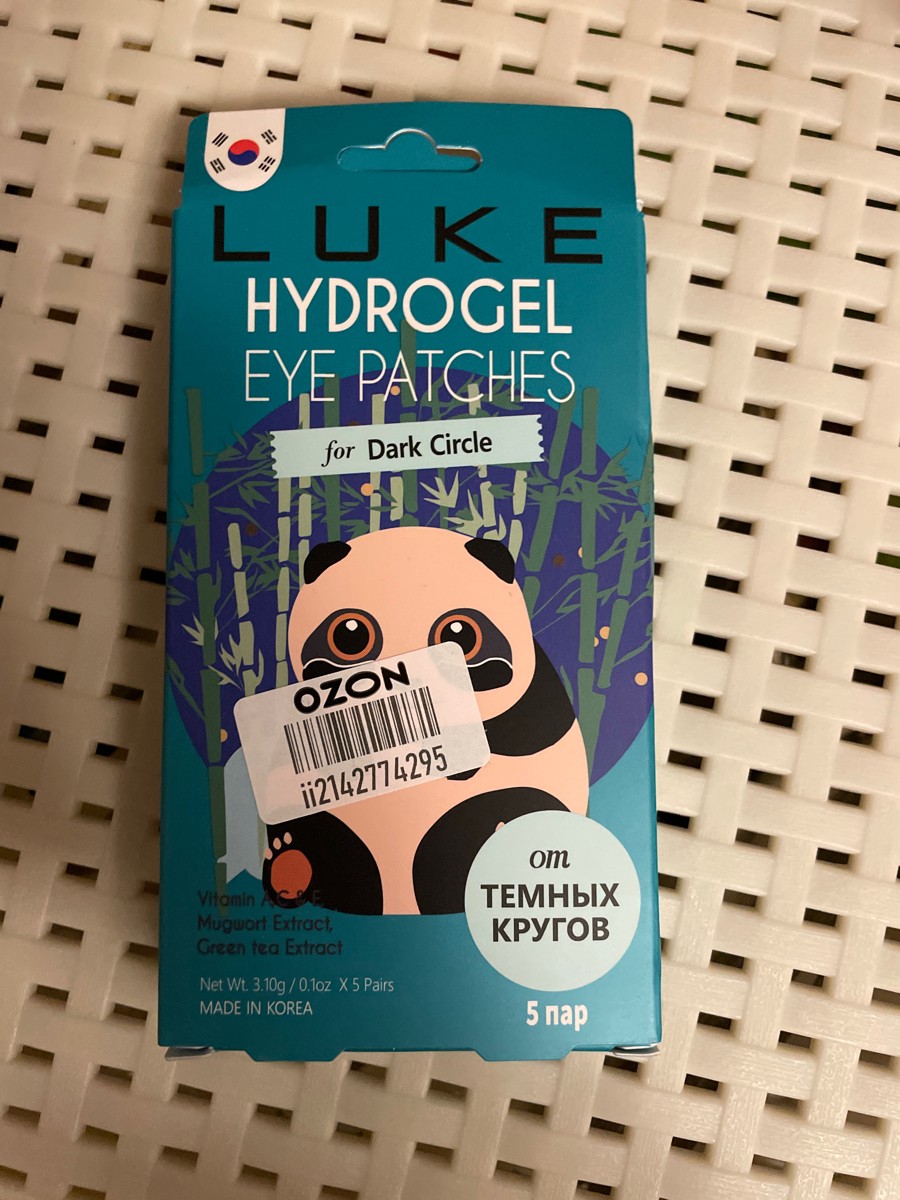 LUKE
HYDROGEL
EYE PATCHES
for Dark Circle
OZON
ii2142774295
от
ТЕМНЫХ
КРУГОВ
Vitamin A,C & E,
Mugwort Extract,
Green tea Extract
Net Wt. 3.10g / 0.1oz X 5 Pairs
MADE IN KOREA
5 пар